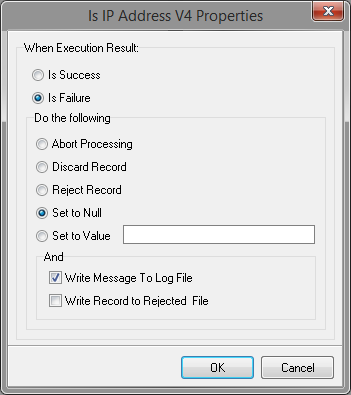 Is IP Address V4 Properties
When Execution Result:
Is Success
Is Failure
Do the following
Abort Processing
Discard Record
Reject Record
Set to Null
Set to Value
And
Write Message To Log File
Write Record to Rejected File
OK Cancel